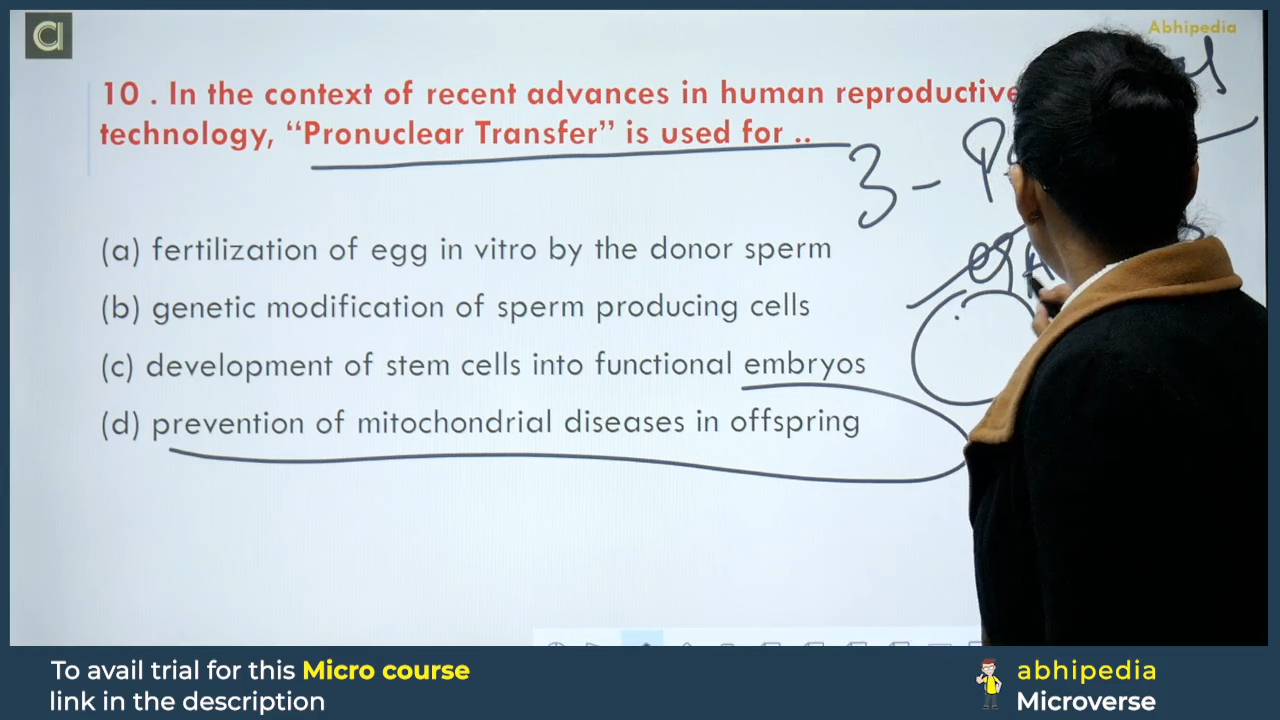 Abhipedia
10 . In the context of recent advances in human reproductive
technology, “Pronuclear Transfer” is used for ..
3 -
egg
(a) fertilization of egg in vitro by the donor sperm
(b) genetic modification of sperm producing cells
(c) development of stem cells into functional embryos
(d) prevention of mitochondrial diseases in offspring
To avail trial for this Micro course
link in the description
abhipedia
Microverse